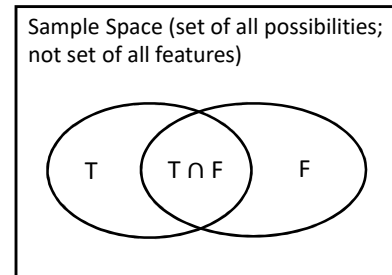 Sample Space (set of all possibilities;
not set of all features)
T T ∩ F F